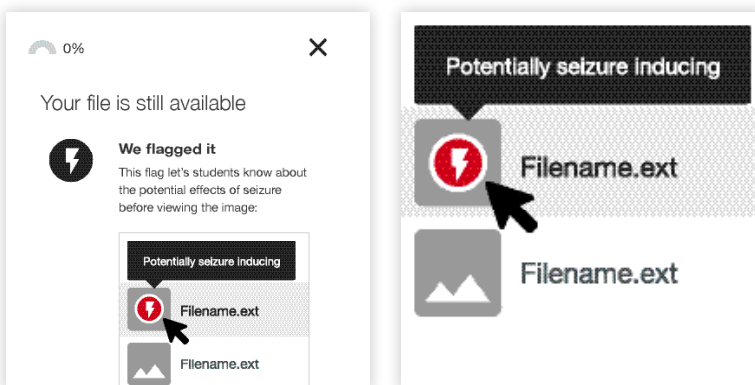 0%
Your file is still available
We flagged it
This flag let's students know about
the potential effects of seizure
before viewing the image:
Potentially seizure inducing
Filename.ext
Filename.ext
Potentially seizure inducing
Filename.ext
Filename.ext